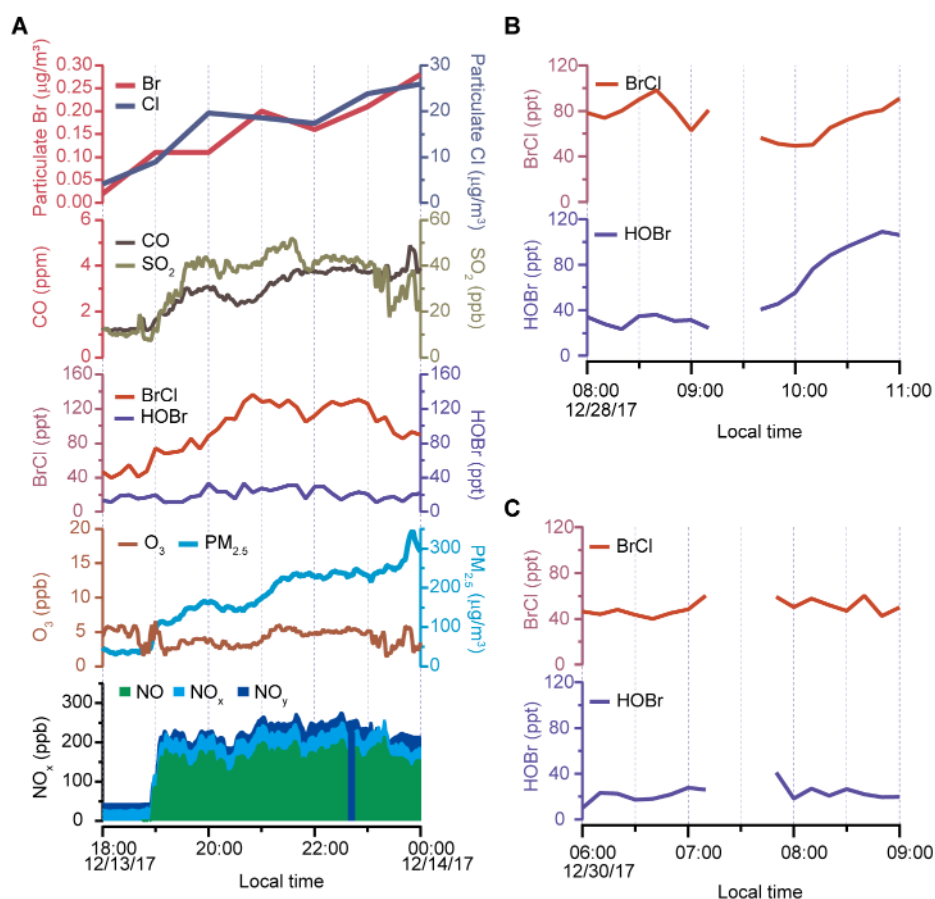 A
Particulate Br (μg/m³)
0.30
0.25
0.20
0.15
0.10
0.05
0.00
Br
Cl
30
20
10
0
Particulate Cl (μg/m³)
CO (ppm)
6
4
2
0
CO
SO₂
60
40
20
0
SO₂ (ppb)
BrCl (ppt)
160
120
80
40
0
BrCl
HOBr
160
120
80
40
0
HOBr (ppt)
O₃ (ppb)
20
15
10
5
0
O₃ PM₂.₅
300
200
100
0
PM₂.₅ (μg/m³)
NOₓ (ppb)
300
200
100
0
NO NOₓ NOᵧ
18:00 20:00 22:00 00:00
12/13/17 12/14/17
Local time
B
BrCl (ppt)
120
80
40
0
BrCl
HOBr (ppt)
120
80
40
0
HOBr
08:00 09:00 10:00 11:00
12/28/17
Local time
C
BrCl (ppt)
120
80
40
0
BrCl
HOBr (ppt)
120
80
40
0
HOBr
06:00 07:00 08:00 09:00
12/30/17
Local time